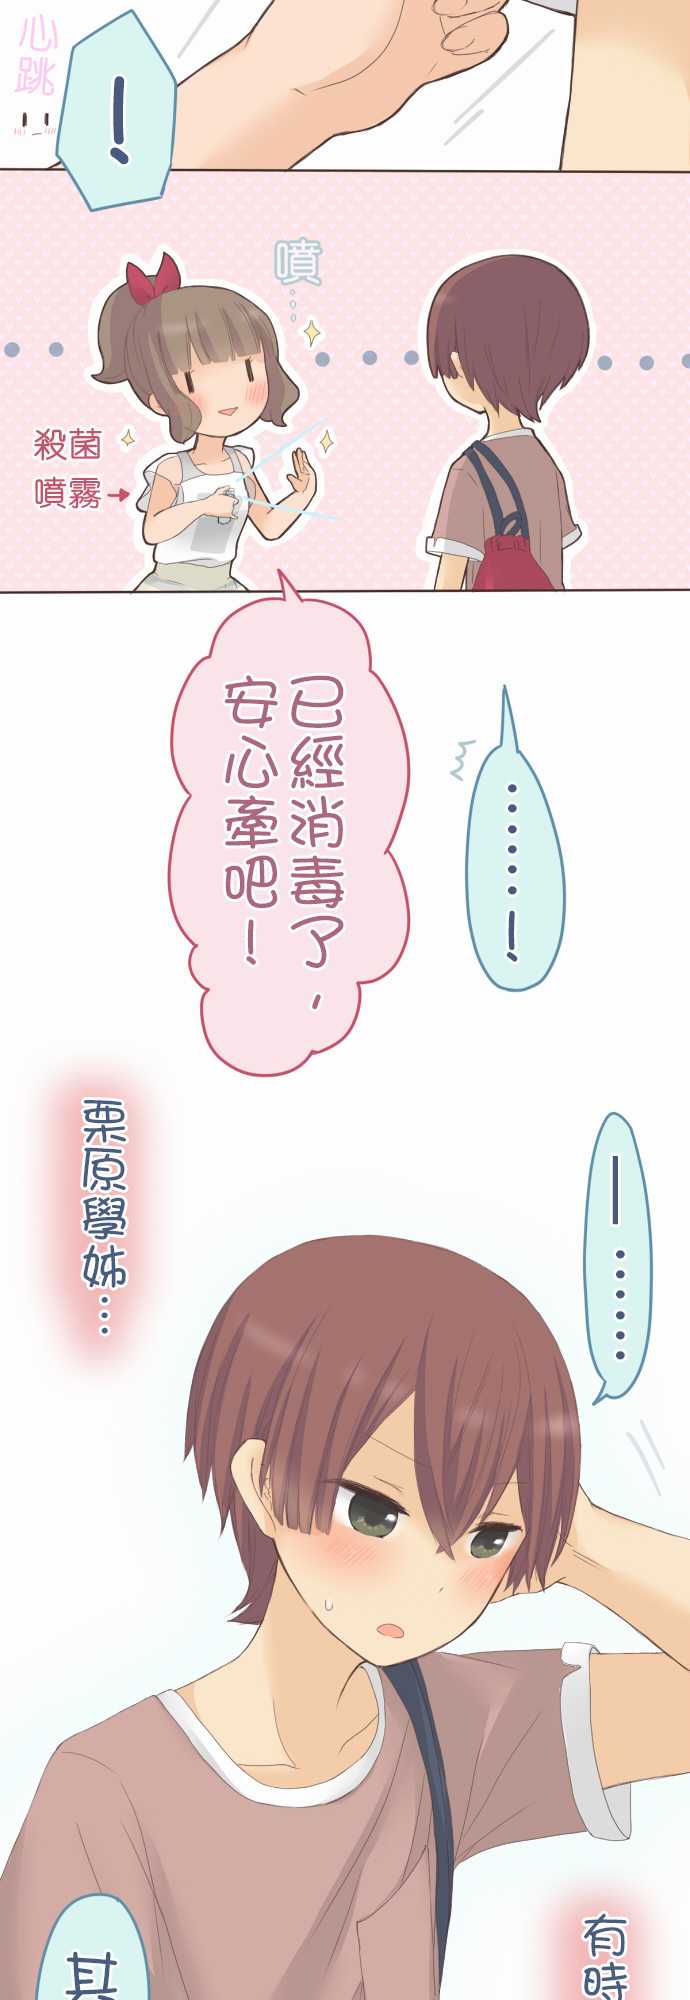 心跳
！
噴…
殺菌
噴霧→
已經消毒了，
安心牽吧！
……！
栗原學姊…
—……
有時
其